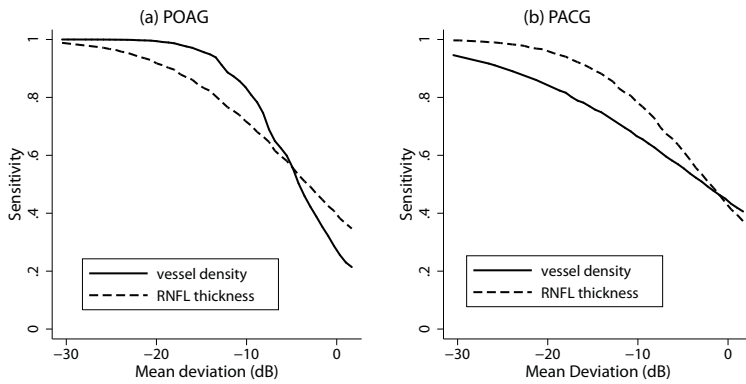 (a) POAG
Sensitivity
1
.8
.6
.4
.2
0
vessel density
RNFL thickness
−30
−20
−10
0
Mean deviation (dB)
(b) PACG
Sensitivity
1
.8
.6
.4
.2
0
vessel density
RNFL thickness
−30
−20
−10
0
Mean Deviation (dB)